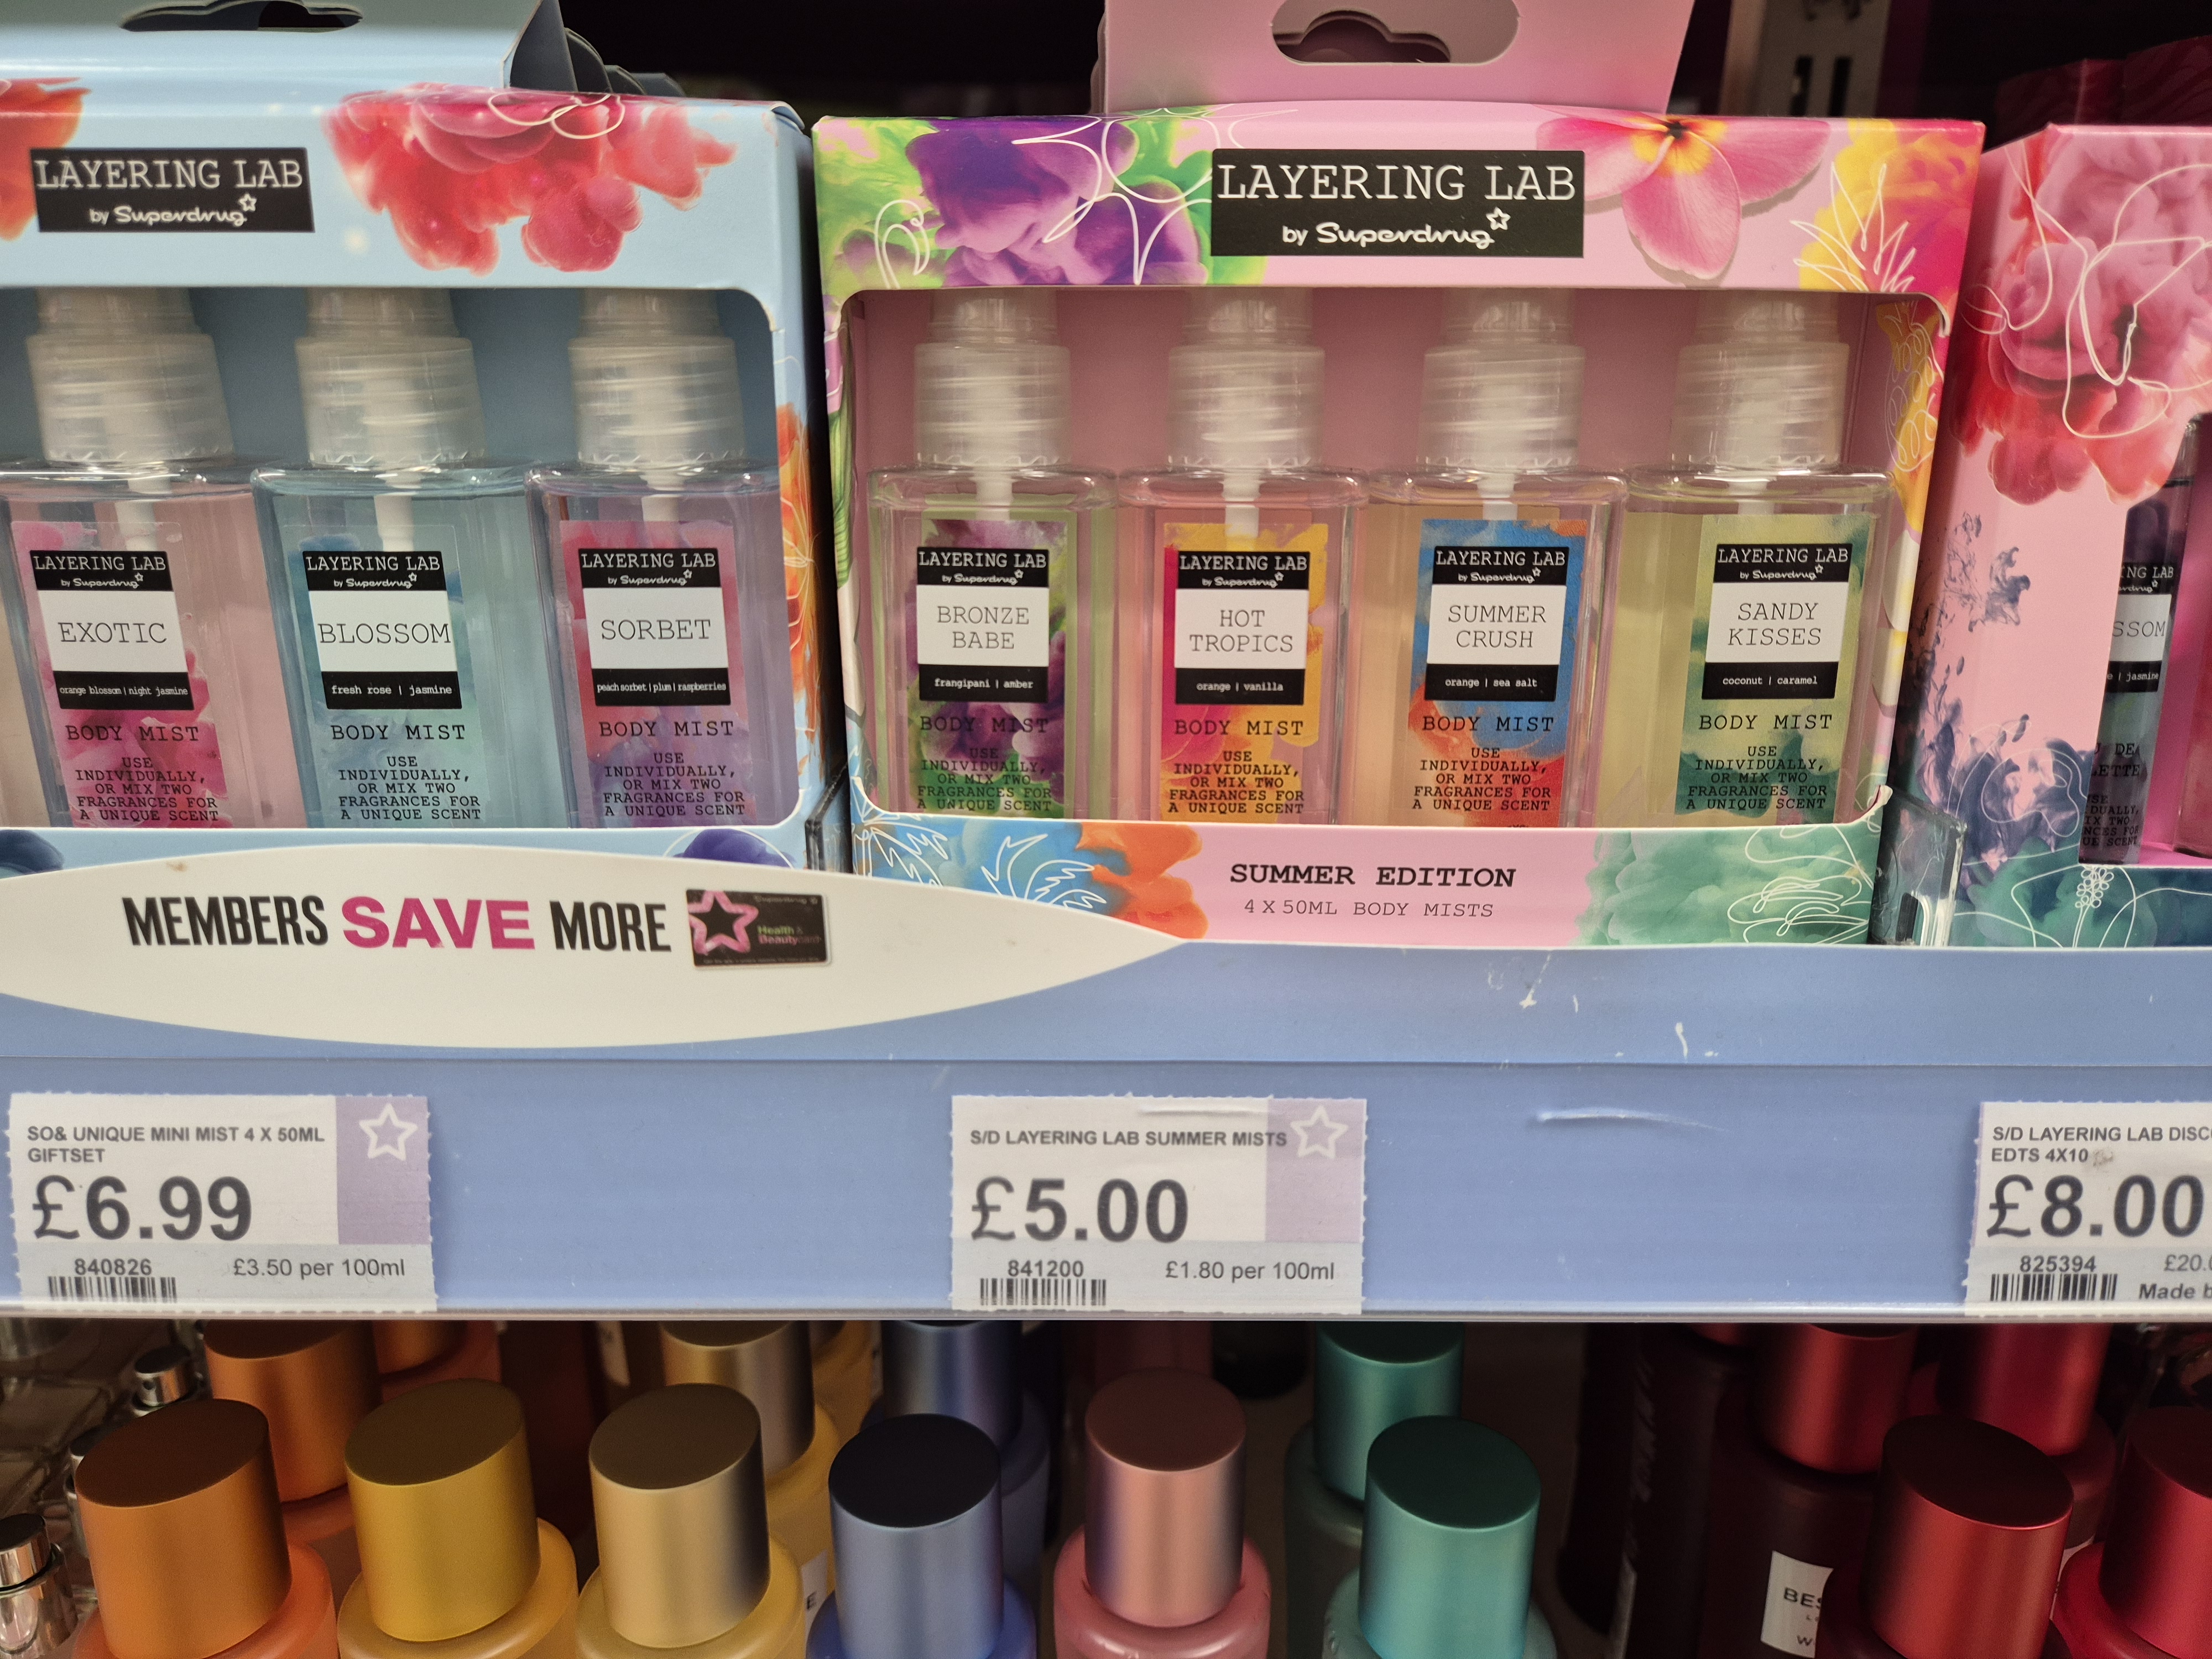 LAYERING LAB
by Superdrug
LAYERING LAB
by Superdrug
LAYERING LAB
by Superdrug
EXOTIC
orange blossom | night jasmine
BODY MIST
USE
INDIVIDUALLY,
OR MIX TWO
FRAGRANCES FOR
A UNIQUE SCENT
LAYERING LAB
by Superdrug
BLOSSOM
fresh rose | jasmine
BODY MIST
USE
INDIVIDUALLY,
OR MIX TWO
FRAGRANCES FOR
A UNIQUE SCENT
LAYERING LAB
by Superdrug
SORBET
peach sorbet | plum | raspberries
BODY MIST
USE
INDIVIDUALLY,
OR MIX TWO
FRAGRANCES FOR
A UNIQUE SCENT
LAYERING LAB
by Superdrug
BRONZE
BABE
frangipani | amber
BODY MIST
USE
INDIVIDUALLY,
OR MIX TWO
FRAGRANCES FOR
A UNIQUE SCENT
LAYERING LAB
by Superdrug
HOT
TROPICS
orange | vanilla
BODY MIST
USE
INDIVIDUALLY,
OR MIX TWO
FRAGRANCES FOR
A UNIQUE SCENT
LAYERING LAB
by Superdrug
SUMMER
CRUSH
orange | sea salt
BODY MIST
USE
INDIVIDUALLY,
OR MIX TWO
FRAGRANCES FOR
A UNIQUE SCENT
LAYERING LAB
by Superdrug
SANDY
KISSES
coconut | caramel
BODY MIST
USE
INDIVIDUALLY,
OR MIX TWO
FRAGRANCES FOR
A UNIQUE SCENT
LAB
Superdrug
jasmine
SCENT
SUMMER EDITION
4 X 50ML BODY MISTS
MEMBERS SAVE MORE
Health &
Beautycard
SO& UNIQUE MINI MIST 4 X 50ML
GIFTSET
£6.99
840826
£3.50 per 100ml
S/D LAYERING LAB SUMMER MISTS
£5.00
841200
£1.80 per 100ml
S/D LAYERING LAB
EDTS 4X10
£8.00
825394
Made